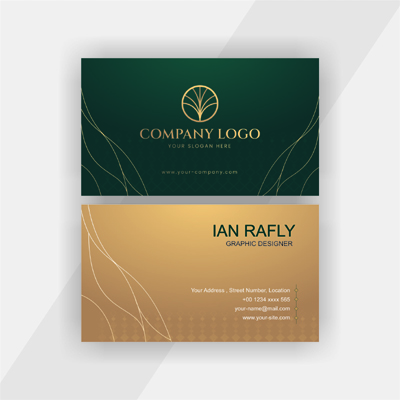 COMPANY LOGO
YOUR SLOGAN HERE
www.your-company.com
IAN RAFLY
GRAPHIC DESIGNER
Your Address . Street Number, Location
+00 1234 xxxx 555
www.your-name.com
www.your-site.com